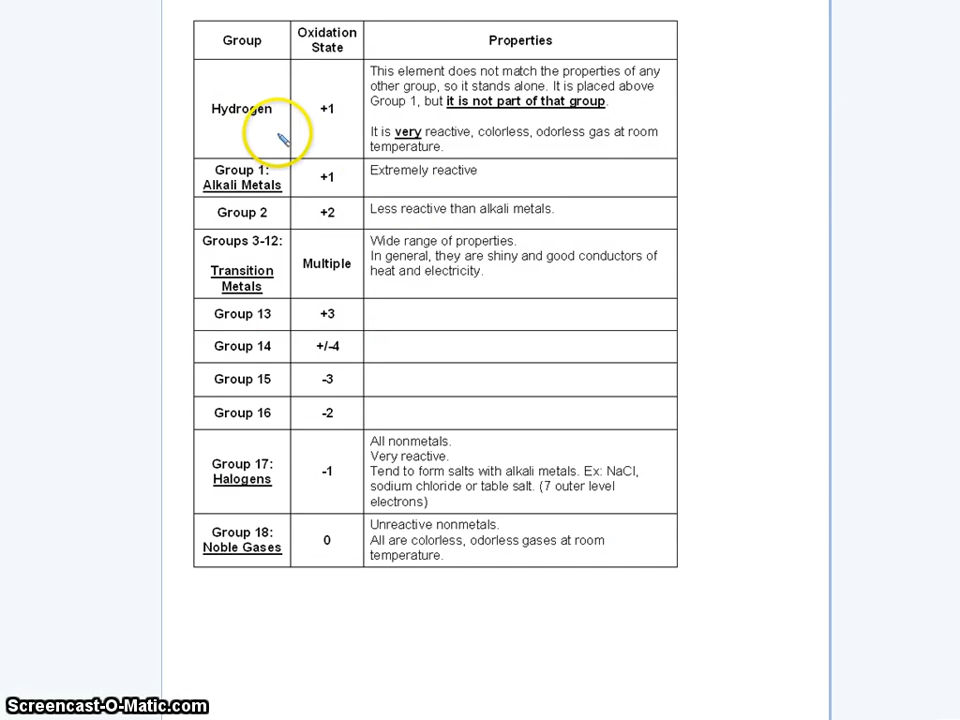 Group
Oxidation
State
Properties
Hydrogen
+1
This element does not match the properties of any
other group, so it stands alone. It is placed above
Group 1, but it is not part of that group.
It is very reactive, colorless, odorless gas at room
temperature.
Group 1:
Alkali Metals
+1
Extremely reactive
Group 2
+2
Less reactive than alkali metals.
Groups 3-12:
Transition
Metals
Multiple
Wide range of properties.
In general, they are shiny and good conductors of
heat and electricity.
Group 13
+3
Group 14
+/-4
Group 15
-3
Group 16
-2
Group 17:
Halogens
-1
All nonmetals.
Very reactive.
Tend to form salts with alkali metals. Ex: NaCl,
sodium chloride or table salt. (7 outer level
electrons)
Group 18:
Noble Gases
0
Unreactive nonmetals.
All are colorless, odorless gases at room
temperature.
Screencast-O-Matic.com